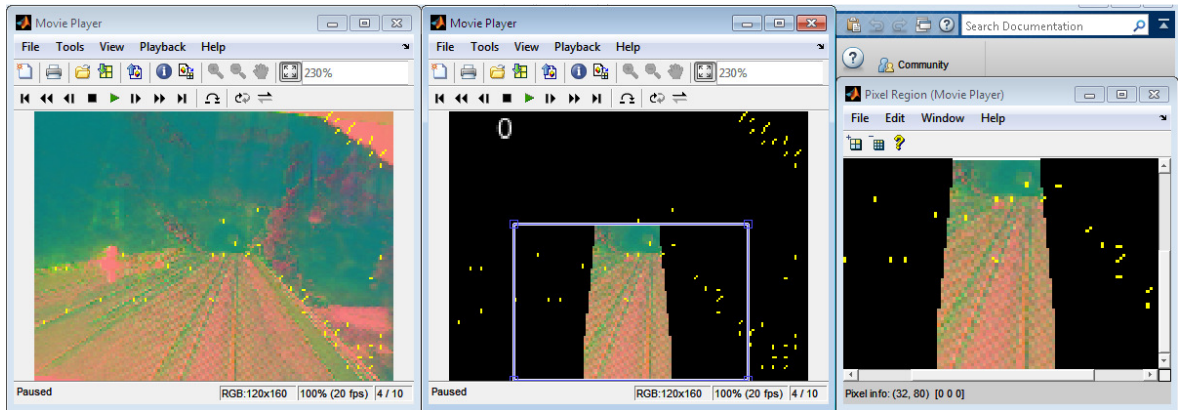 Movie Player
File Tools View Playback Help
230%
Paused
RGB:120x160 100% (20 fps) 4 / 10
Movie Player
File Tools View Playback Help
230%
0
Paused
RGB:120x160 100% (20 fps) 4 / 10
Search Documentation
Community
Pixel Region (Movie Player)
File Edit Window Help
Pixel info: (32, 80) [0 0 0]